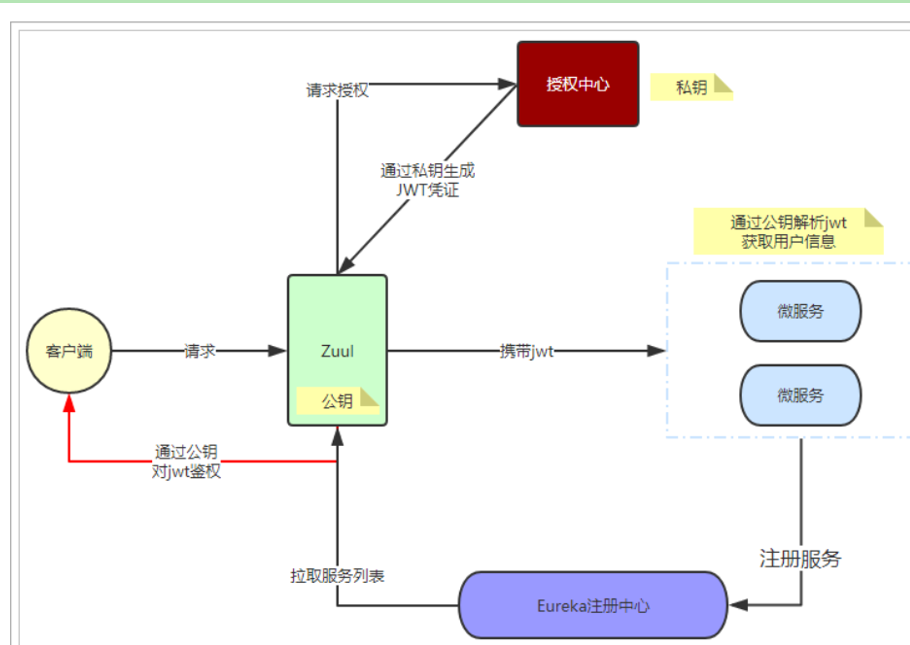 授权中心
私钥
请求授权
通过私钥生成
JWT凭证
通过公钥解析jwt
获取用户信息
微服务
客户端
请求
Zuul
携带jwt
微服务
公钥
通过公钥
对jwt鉴权
注册服务
拉取服务列表
Eureka注册中心